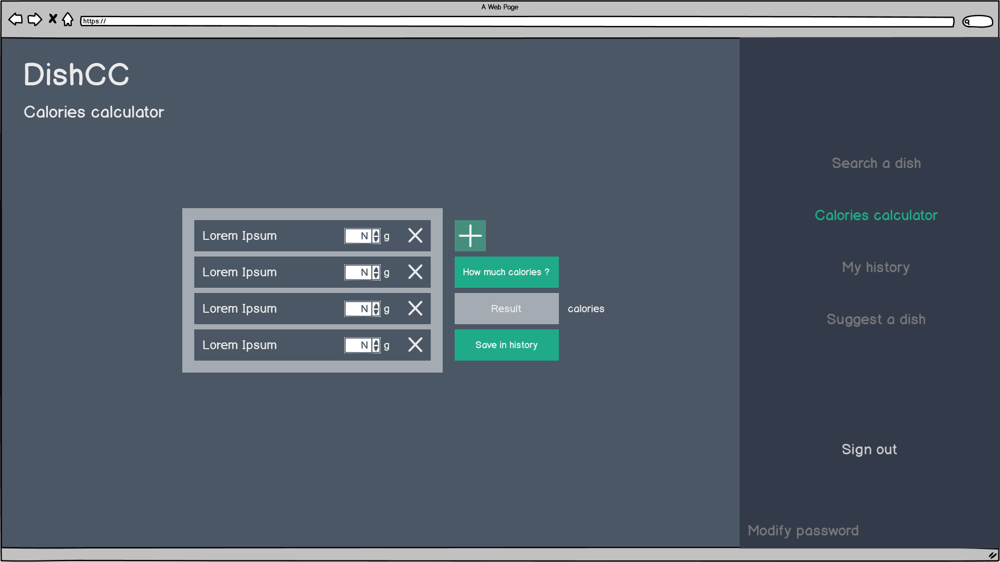 A Web Page
https://
DishCC
Calories calculator
Lorem Ipsum N g
Lorem Ipsum N g
How much calories ?
Lorem Ipsum N g
Result calories
Lorem Ipsum N g
Save in history
Search a dish
Calories calculator
My history
Suggest a dish
Sign out
Modify password